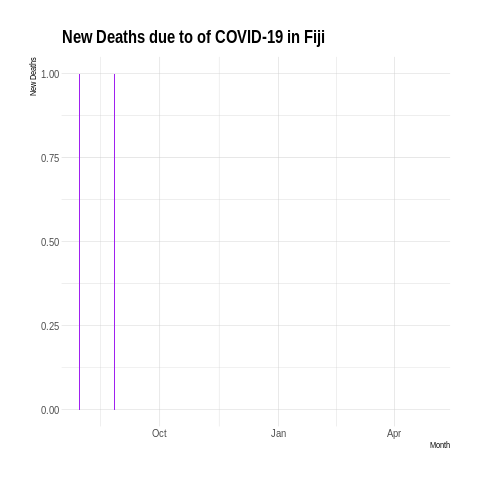 New Deaths due to of COVID-19 in Fiji
New Deaths
1.00
0.75
0.50
0.25
0.00
Oct
Jan
Apr
Month